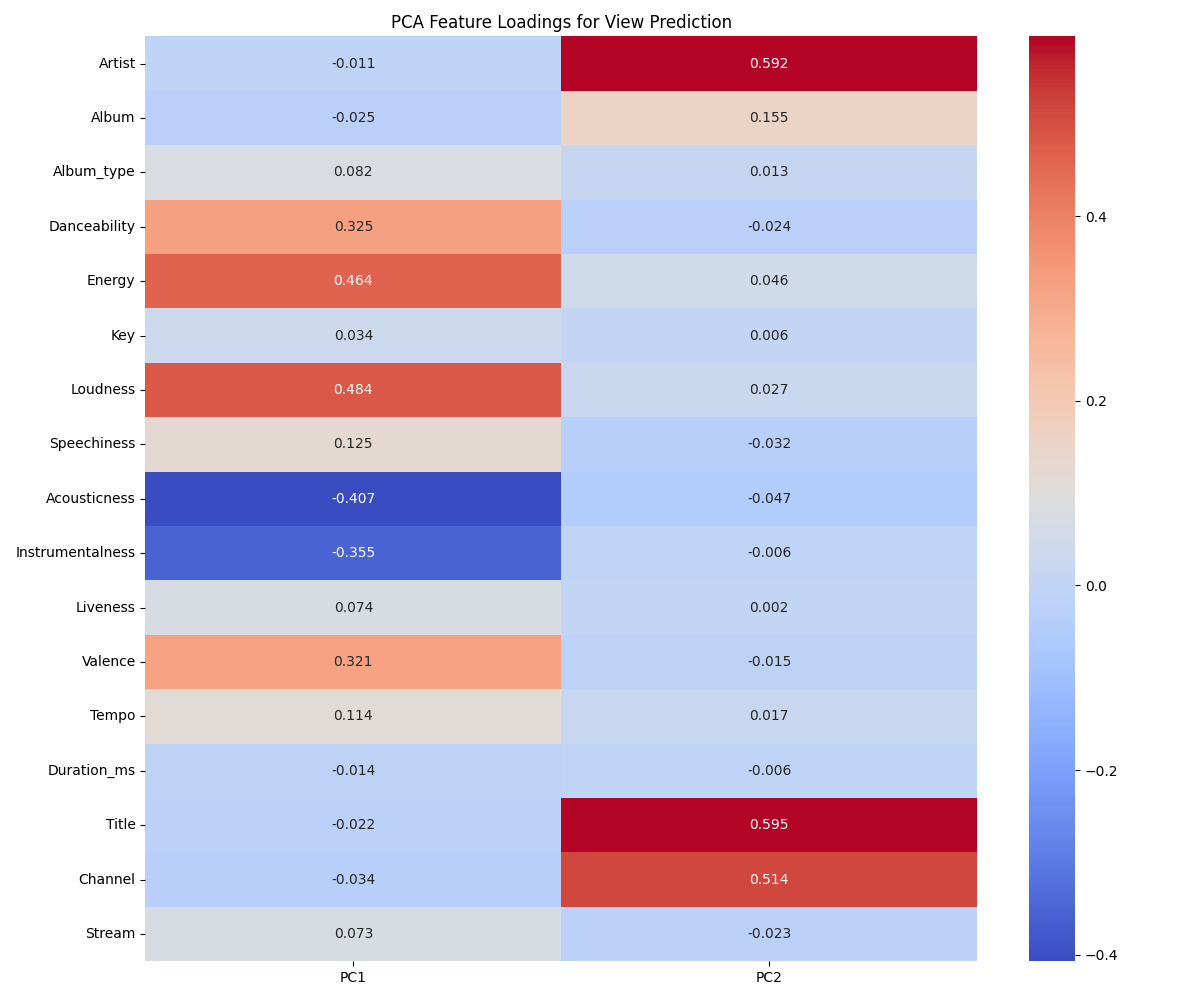 PCA Feature Loadings for View Prediction
Artist -0.011 0.592
Album -0.025 0.155
Album_type 0.082 0.013
Danceability 0.325 -0.024
Energy 0.464 0.046
Key 0.034 0.006
Loudness 0.484 0.027
Speechiness 0.125 -0.032
Acousticness -0.407 -0.047
Instrumentalness -0.355 -0.006
Liveness 0.074 0.002
Valence 0.321 -0.015
Tempo 0.114 0.017
Duration_ms -0.014 -0.006
Title -0.022 0.595
Channel -0.034 0.514
Stream 0.073 -0.023
PC1 PC2
0.4
0.2
0.0
−0.2
−0.4